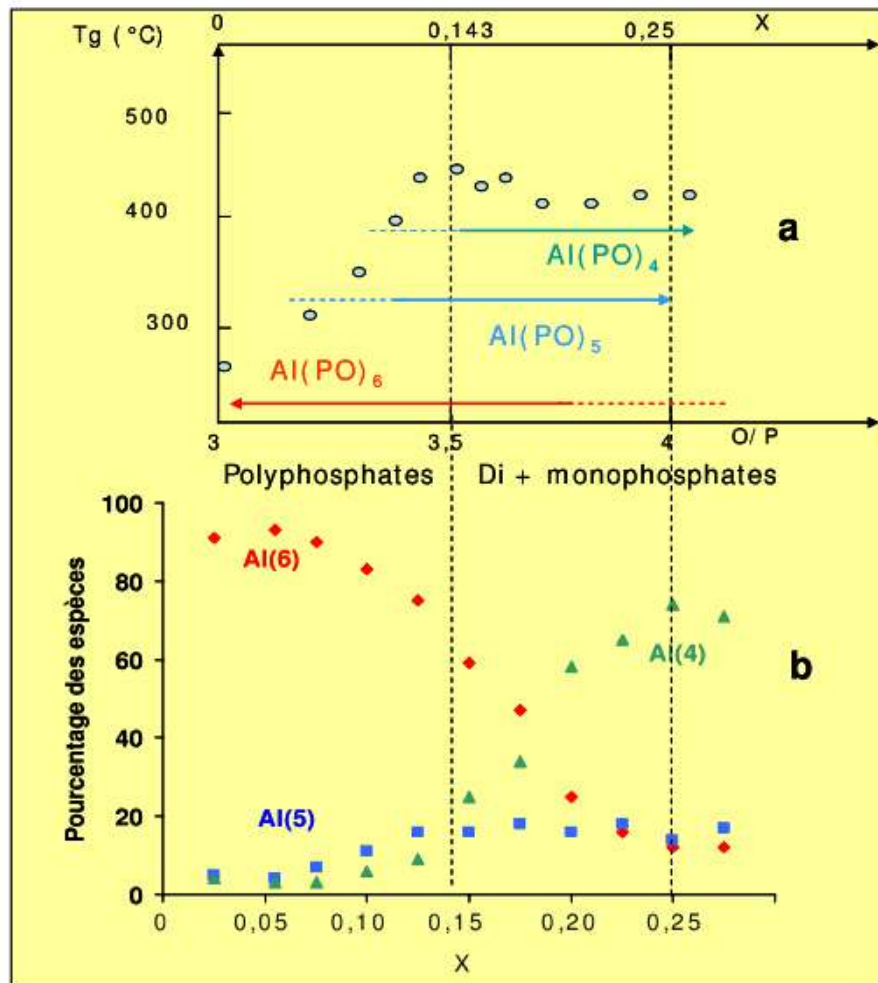 Tg (°C) 0 0,143 0,25 X
500
400
300
a
Al(PO)4
Al(PO)5
Al(PO)6
3 3,5 4 O/P
Polyphosphates Di + monophosphates
Pourcentage des espèces
100
80
60
40
20
0
Al(6)
Al(4)
b
Al(5)
0 0,05 0,10 0,15 0,20 0,25
X